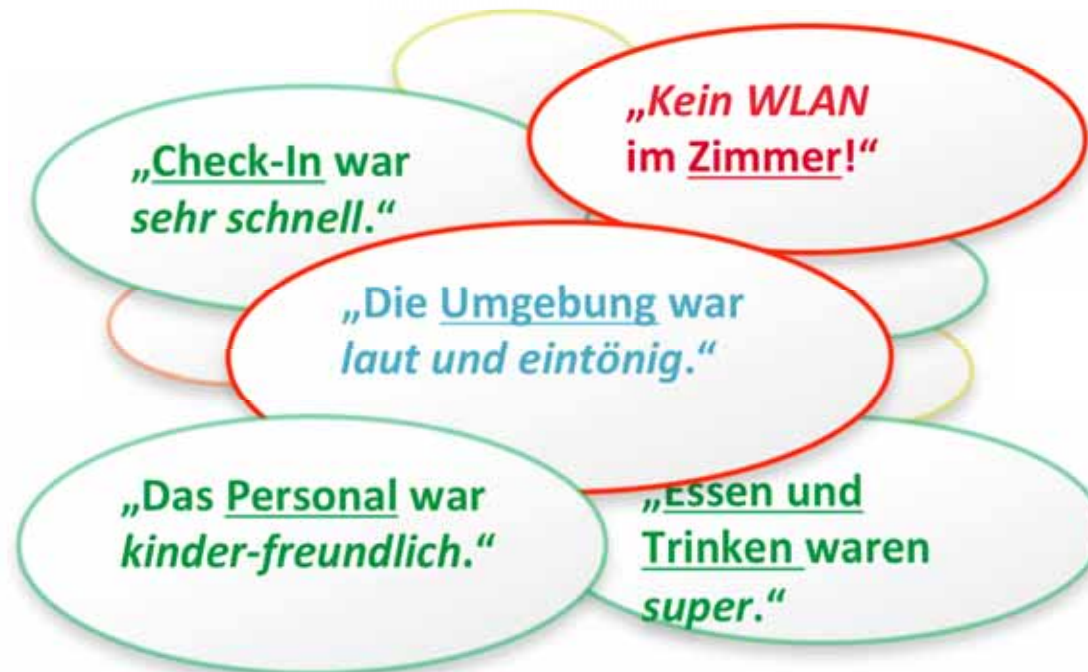 „Check-In war
sehr schnell.“
„Kein WLAN
im Zimmer!“
„Die Umgebung war
laut und eintönig.“
„Das Personal war
kinder-freundlich.“
„Essen und
Trinken waren
super.“